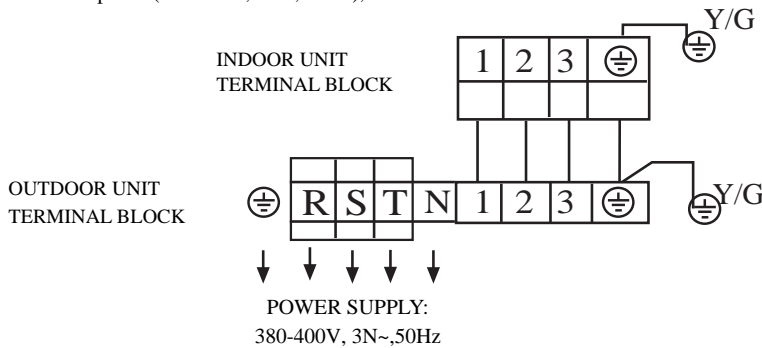 Y/G
INDOOR UNIT
TERMINAL BLOCK
1 2 3
OUTDOOR UNIT
TERMINAL BLOCK
R S T N 1 2 3
Y/G
POWER SUPPLY:
380-400V, 3N~,50Hz